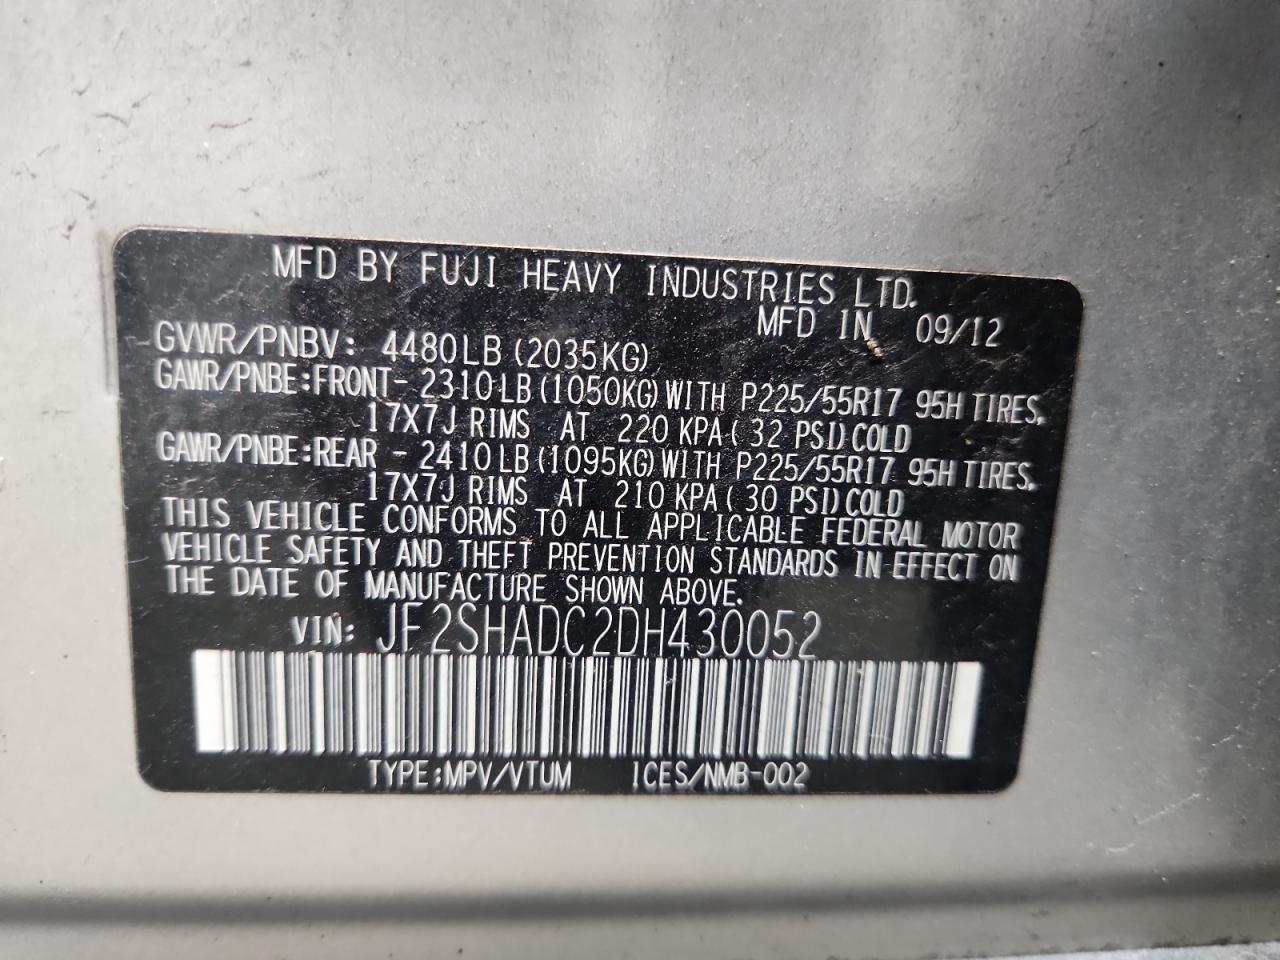 MFD BY FUJI HEAVY INDUSTRIES LTD.
MFD IN 09/12
GVWR/PNBV: 4480LB (2035KG)
GAWR/PNBE:FRONT- 2310LB(1050KG)WITH P225/55R17 95H TIRES,
17X7J RIMS AT 220 KPA( 32 PSI)COLD
GAWR/PNBE:REAR - 2410LB(1095KG)WITH P225/55R17 95H TIRES,
17X7J RIMS AT 210 KPA( 30 PSI)COLD
THIS VEHICLE CONFORMS TO ALL APPLICABLE FEDERAL MOTOR
VEHICLE SAFETY AND THEFT PREVENTION STANDARDS IN EFFECT ON
THE DATE OF MANUFACTURE SHOWN ABOVE.
VIN: JF2SHADC2DH430052
TYPE:MPV/VTUM ICES/NMB-002